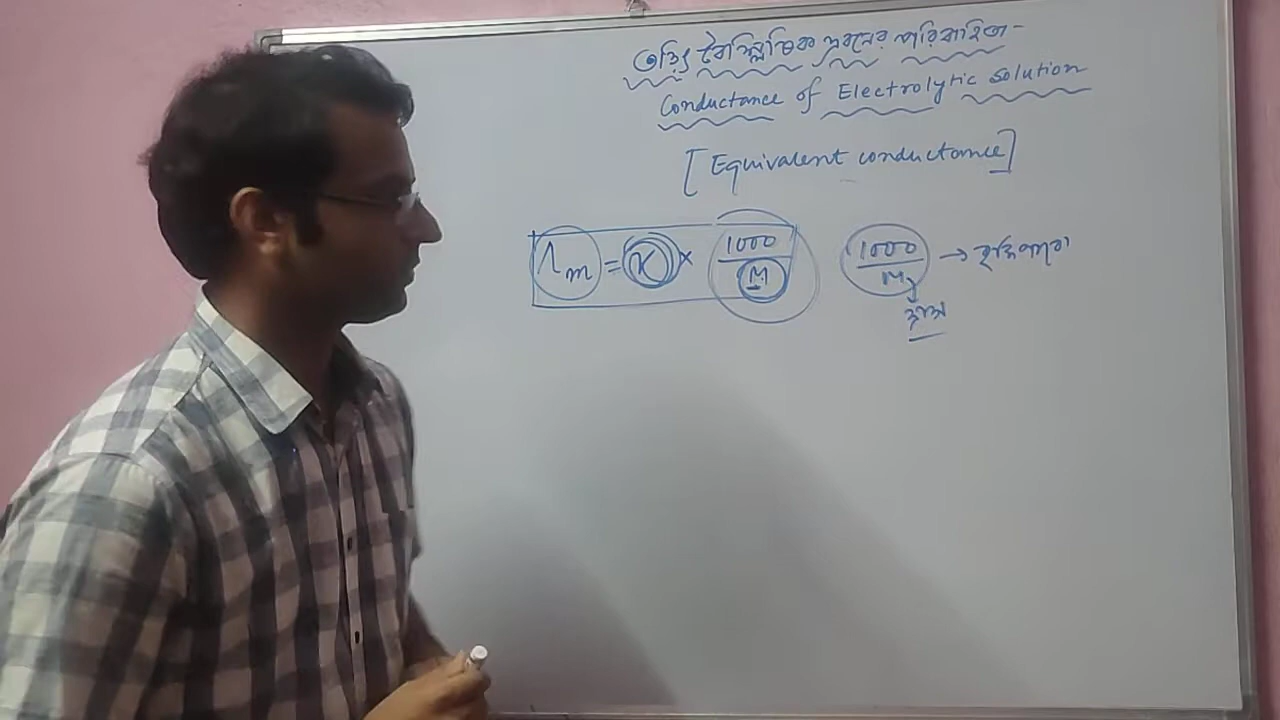 তড়িৎ বৈশ্লেষিক দ্রবণের পরিবাহিতা-
Conductance of Electrolytic Solution
[Equivalent conductance]
Λm = κ × 1000/M
1000/M → বৃদ্ধি পাবে
হ্রাস